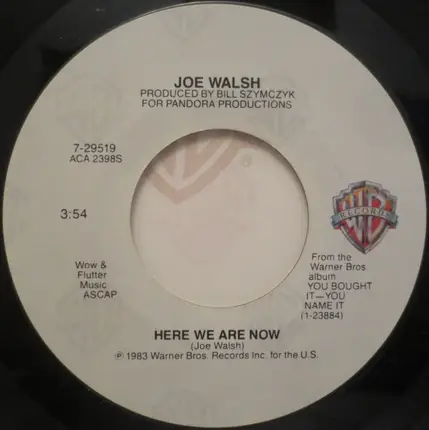 JOE WALSH
PRODUCED BY BILL SZYMCZYK
FOR PANDORA PRODUCTIONS
7-29519
ACA 2398S
3:54
Wow &
Flutter
Music
ASCAP
WB
RECORDS
From the
Warner Bros.
album
YOU BOUGHT
IT—YOU
NAME IT
(1-23884)
HERE WE ARE NOW
(Joe Walsh)
℗ 1983 Warner Bros. Records Inc. for the U.S.